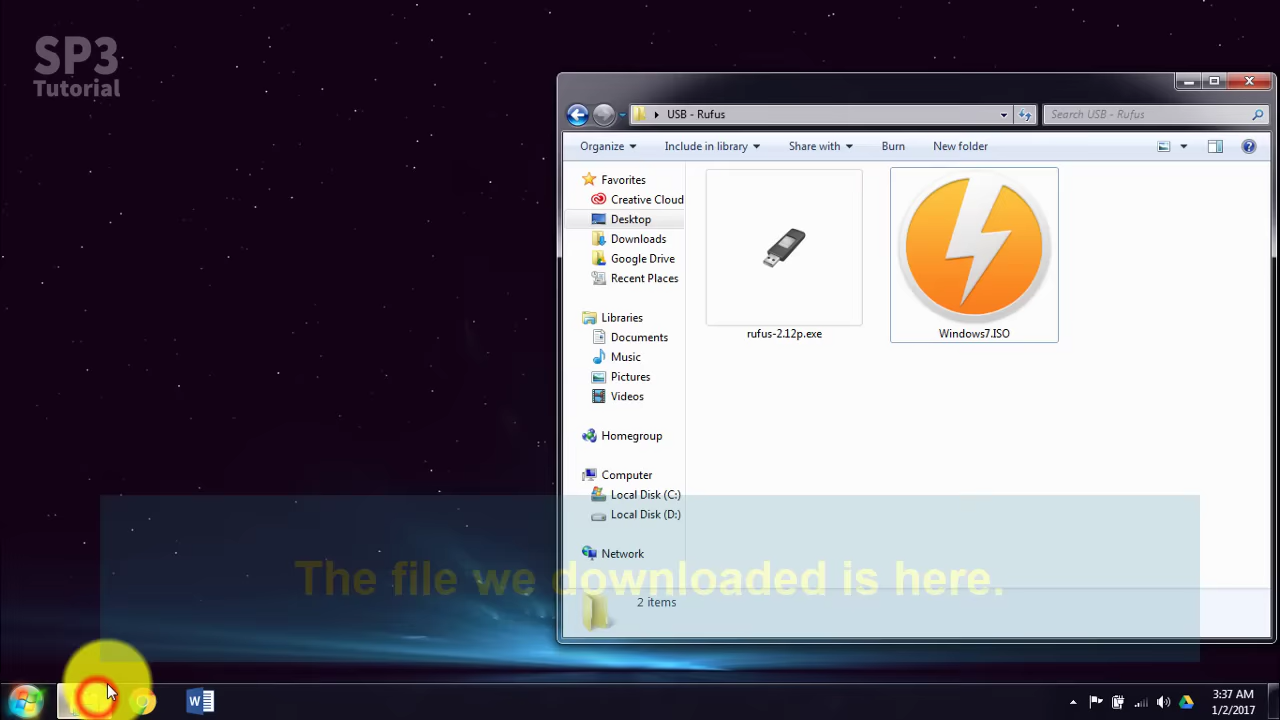 SP3
Tutorial
USB - Rufus
Search USB - Rufus
Organize
Include in library
Share with
Burn
New folder
Favorites
Creative Cloud
Desktop
Downloads
Google Drive
Recent Places
Libraries
Documents
Music
Pictures
Videos
Homegroup
Computer
Local Disk (C:)
Local Disk (D:)
Network
rufus-2.12p.exe
Windows7.ISO
The file we downloaded is here.
2 items
W
3:37 AM
1/2/2017